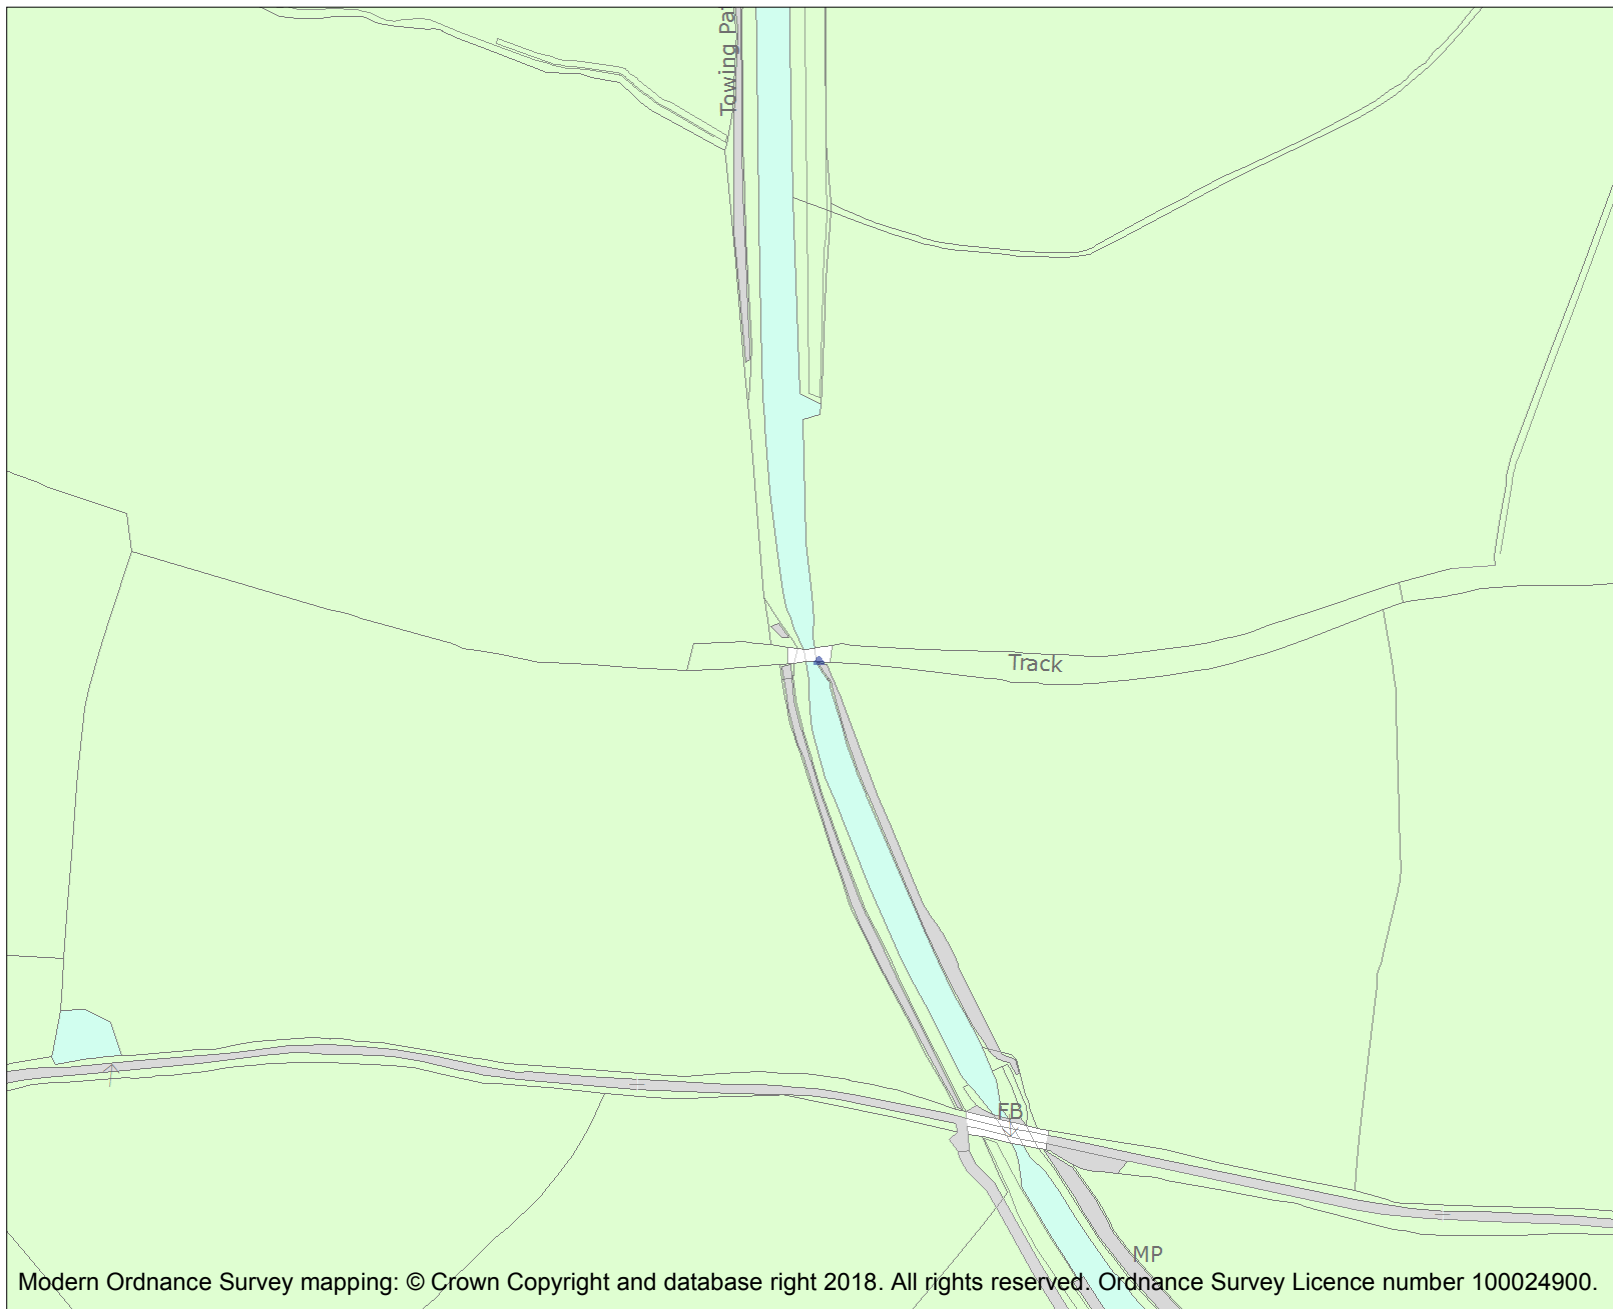 Towing Pa
Track
FB
MP
Modern Ordnance Survey mapping: © Crown Copyright and database right 2018. All rights reserved. Ordnance Survey Licence number 100024900.